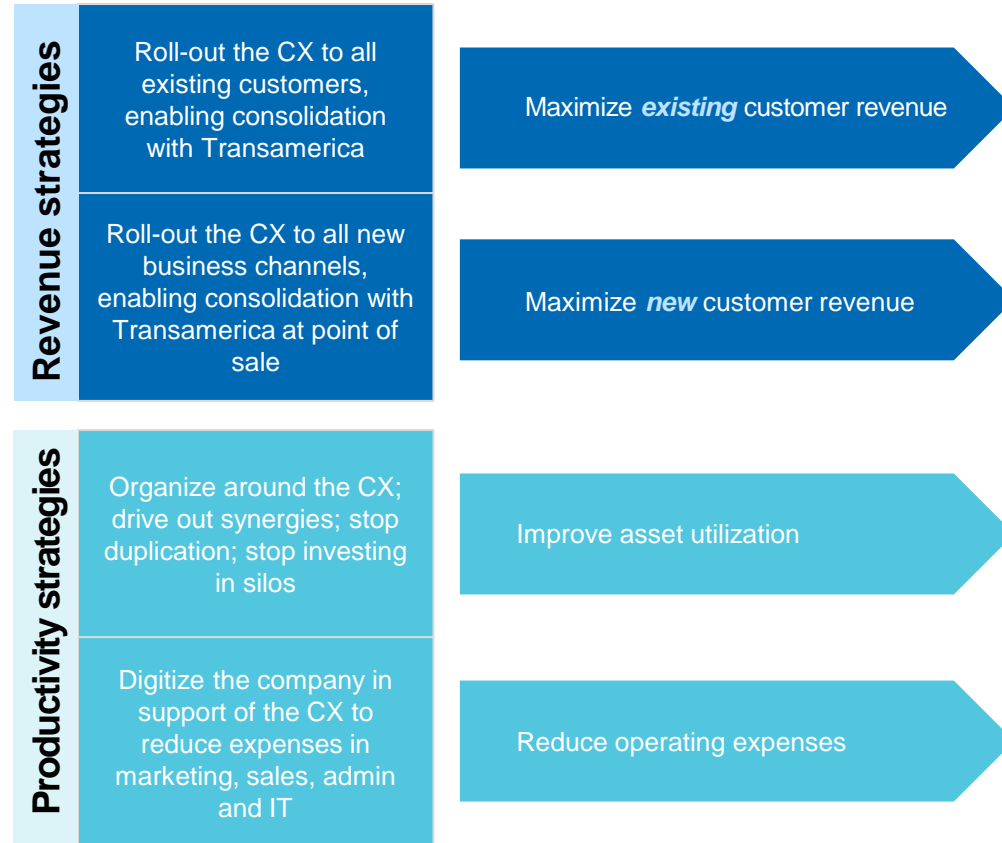 Revenue strategies
Roll-out the CX to all
existing customers,
enabling consolidation
with Transamerica
Maximize existing customer revenue
Roll-out the CX to all new
business channels,
enabling consolidation with
Transamerica at point of
sale
Maximize new customer revenue
Productivity strategies
Organize around the CX;
drive out synergies; stop
duplication; stop investing
in silos
Improve asset utilization
Digitize the company in
support of the CX to
reduce expenses in
marketing, sales, admin
and IT
Reduce operating expenses